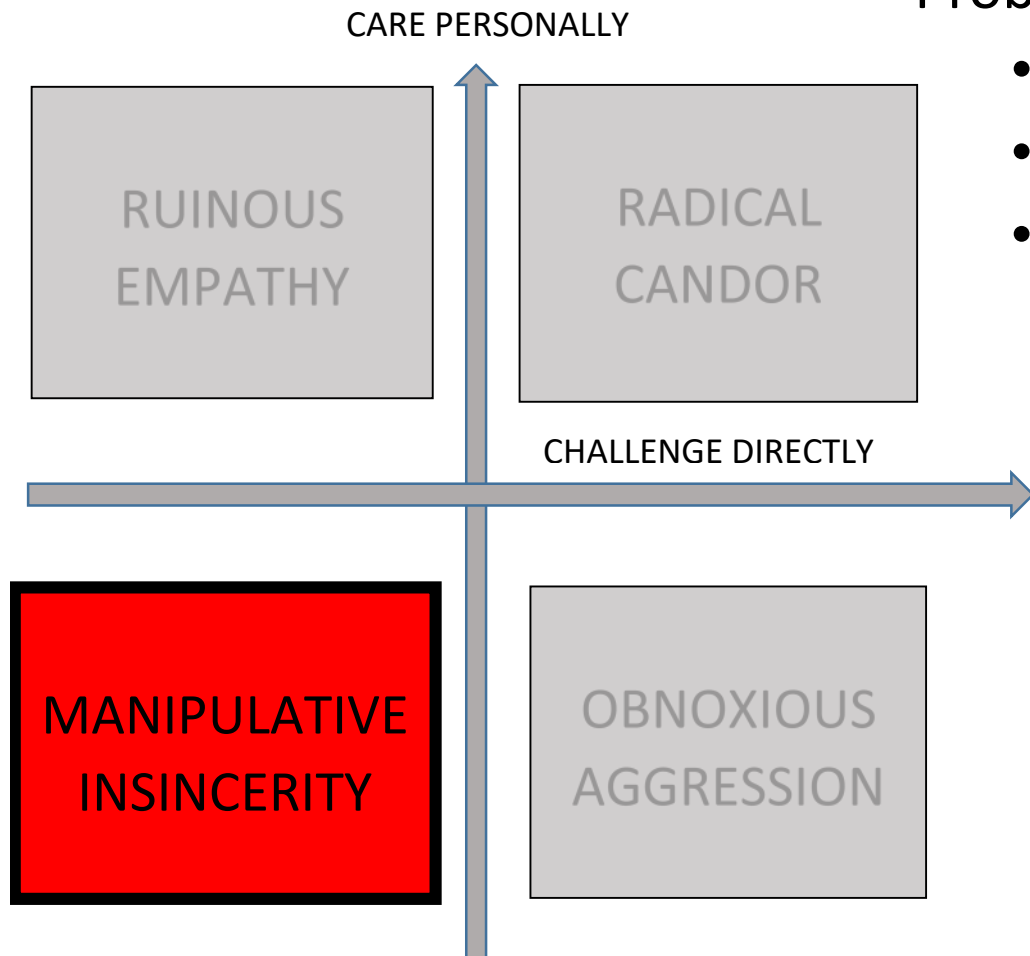 CARE PERSONALLY
RUINOUS
EMPATHY
RADICAL
CANDOR
CHALLENGE DIRECTLY
MANIPULATIVE
INSINCERITY
OBNOXIOUS
AGGRESSION